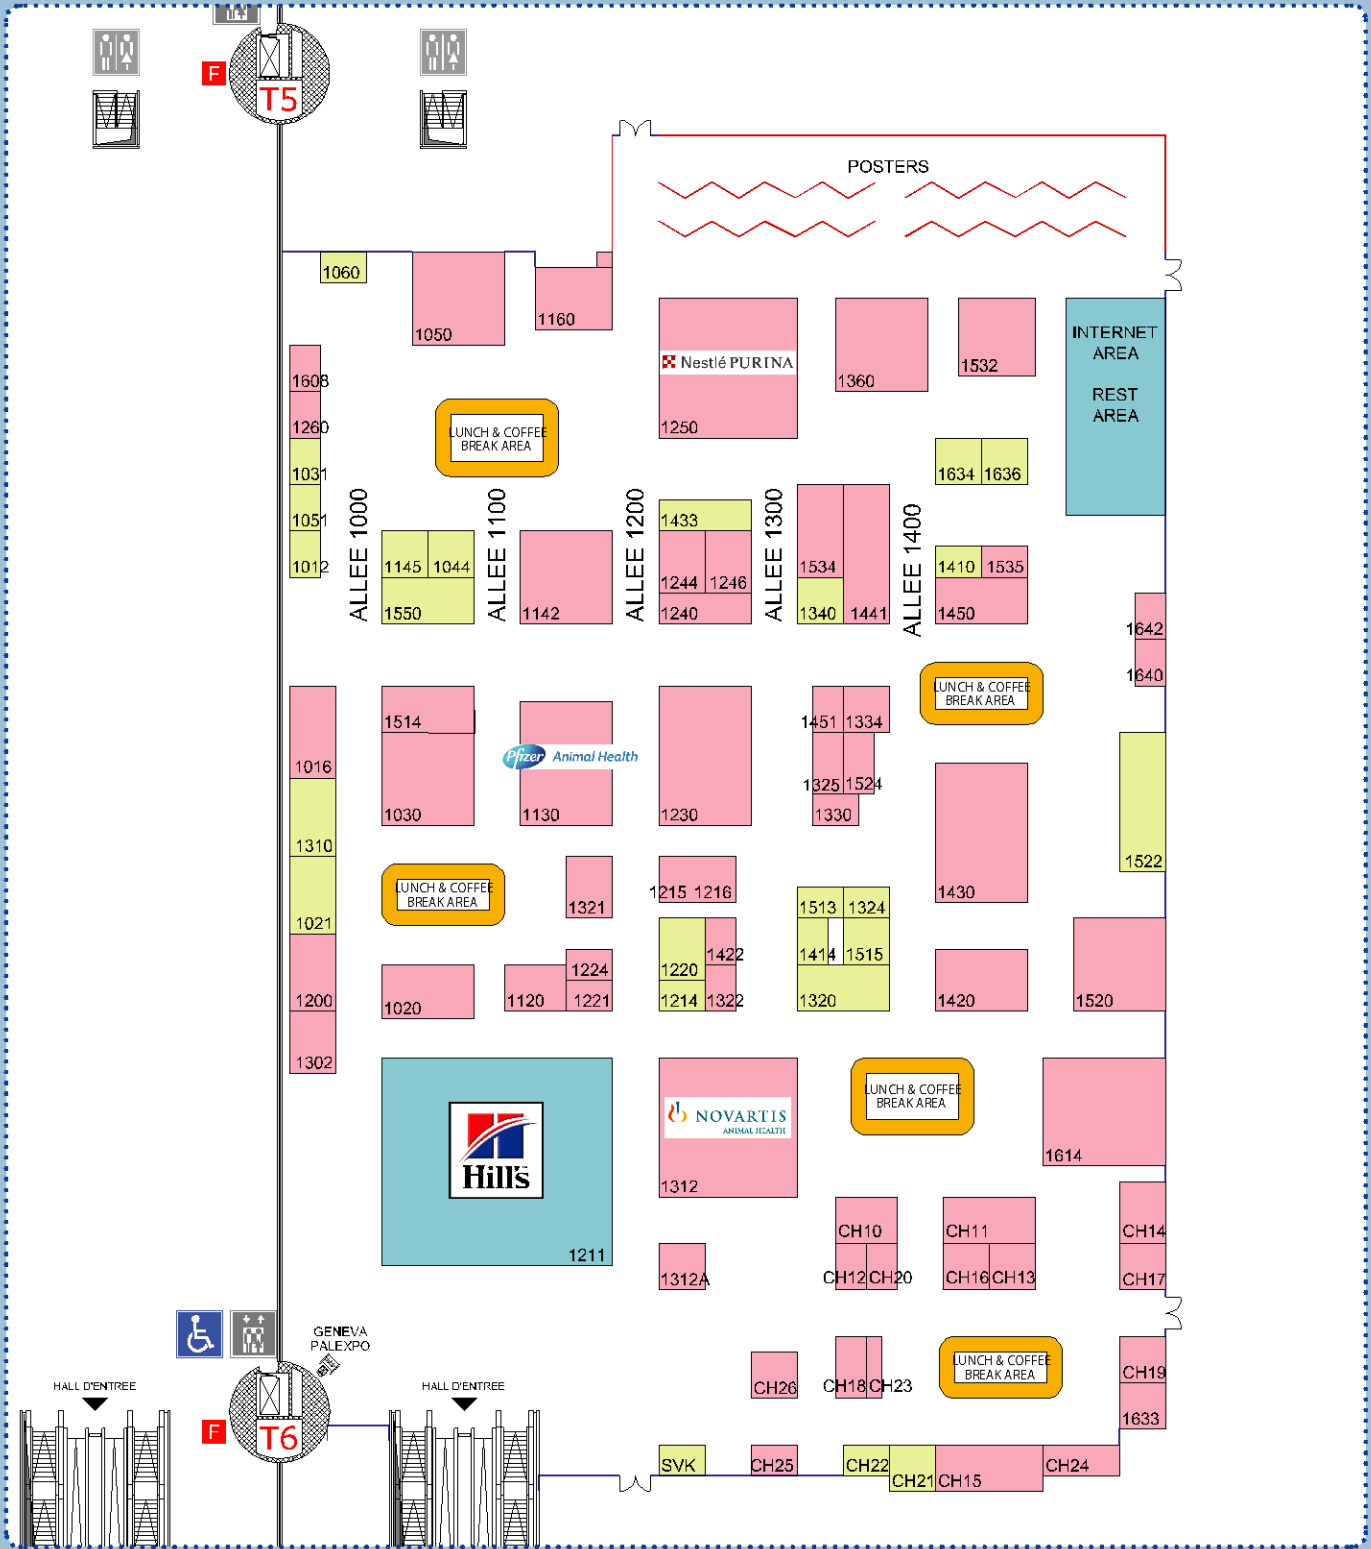 F
T5
POSTERS
1060
1050
1160
Nestlé PURINA
1250
1360
1532
INTERNET
AREA
REST
AREA
1608
1260
1031
1051
1012
LUNCH & COFFEE
BREAK AREA
1634
1636
ALLEE 1000
ALLEE 1100
ALLEE 1200
ALLEE 1300
ALLEE 1400
1145
1044
1550
1142
1433
1244
1246
1240
1534
1340
1441
1410
1535
1450
1642
1640
LUNCH & COFFEE
BREAK AREA
1514
1030
Pfizer Animal Health
1130
1230
1451
1334
1325
1524
1330
1430
1522
1016
1310
1021
1200
1302
LUNCH & COFFEE
BREAK AREA
1321
1215
1216
1513
1324
1414
1515
1320
1220
1422
1214
1322
1020
1120
1224
1221
1420
1520
Hill's
1211
NOVARTIS
ANIMAL HEALTH
1312
LUNCH & COFFEE
BREAK AREA
1614
1312A
CH10
CH12
CH20
CH11
CH16
CH13
CH14
CH17
GENEVA
PALEXPO
CH26
CH18
CH23
LUNCH & COFFEE
BREAK AREA
CH19
1633
HALL D'ENTREE
HALL D'ENTREE
F
T6
SVK
CH25
CH22
CH21
CH15
CH24